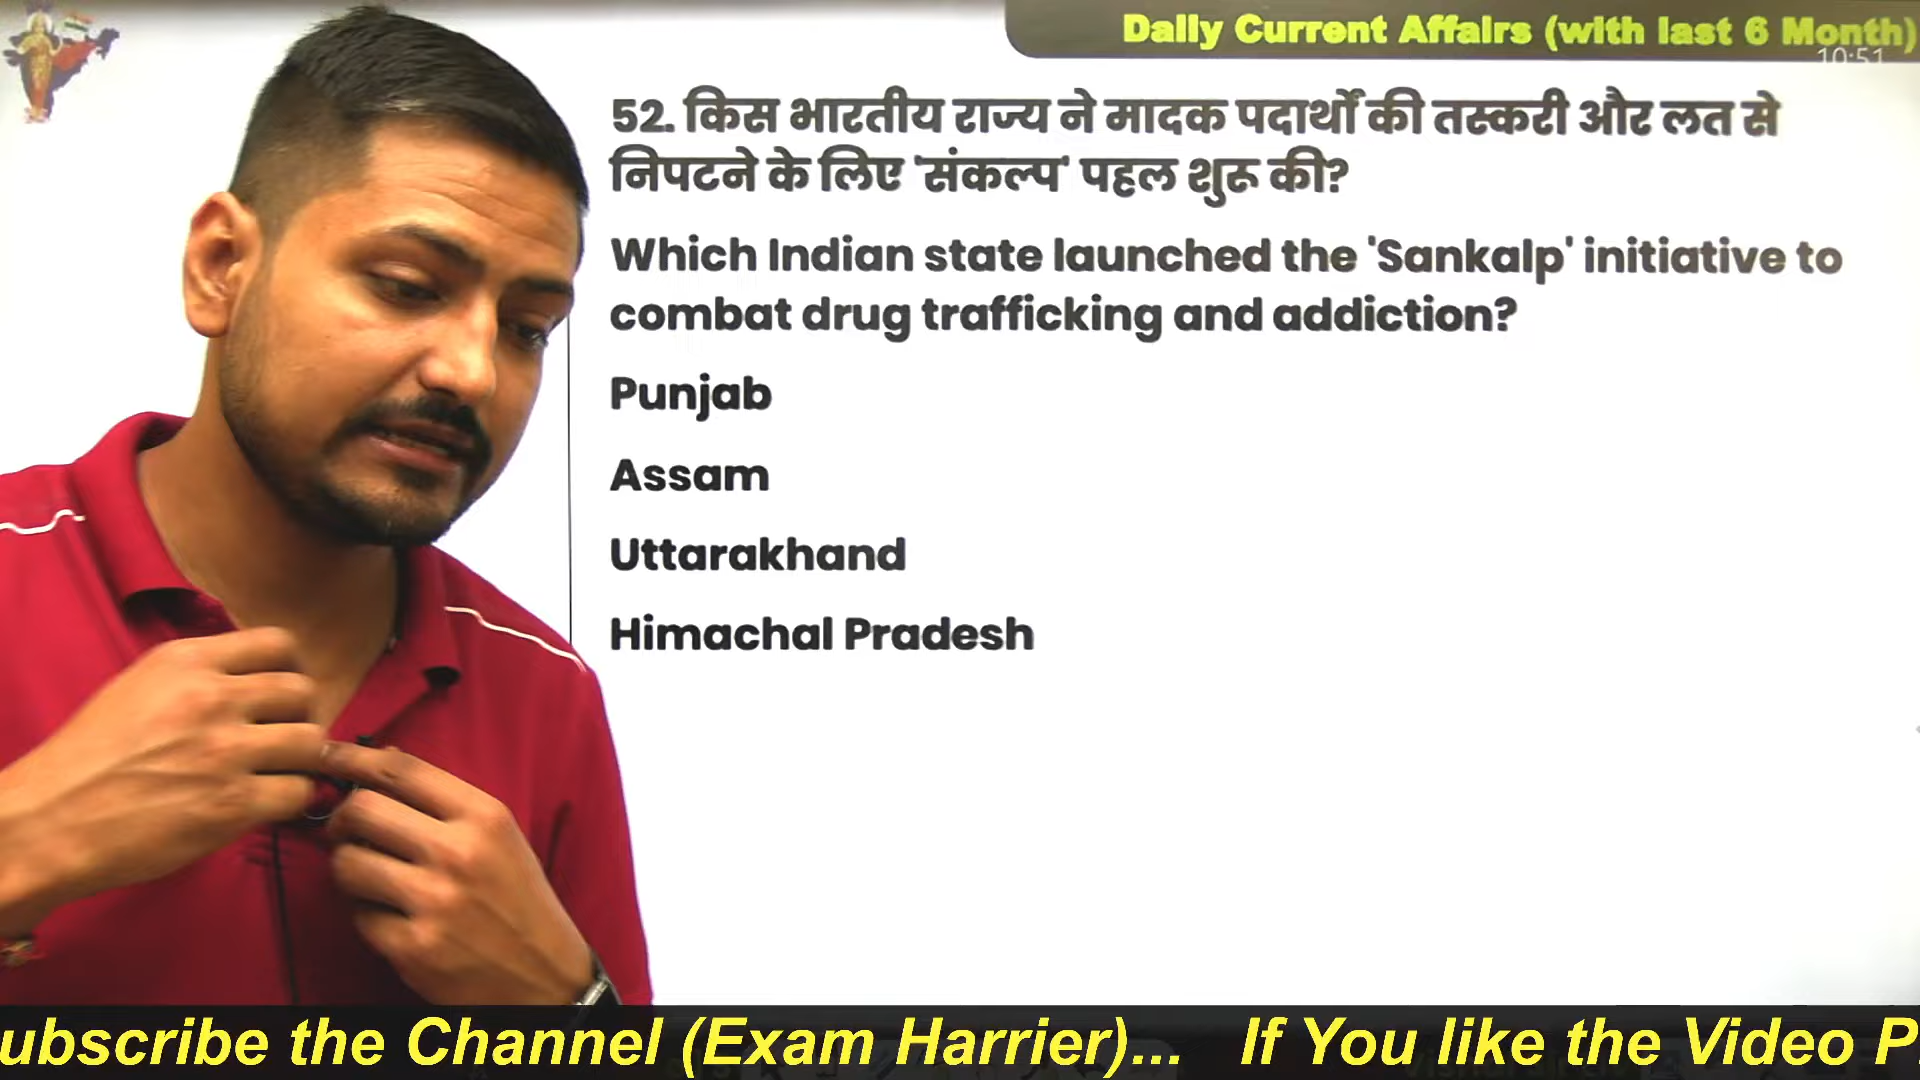 Daily Current Affairs (with last 6 Month)
10:51
52. किस भारतीय राज्य ने मादक पदार्थों की तस्करी और लत से
निपटने के लिए 'संकल्प' पहल शुरू की?
Which Indian state launched the 'Sankalp' initiative to
combat drug trafficking and addiction?
Punjab
Assam
Uttarakhand
Himachal Pradesh
ubscribe the Channel (Exam Harrier)... If You like the Video P